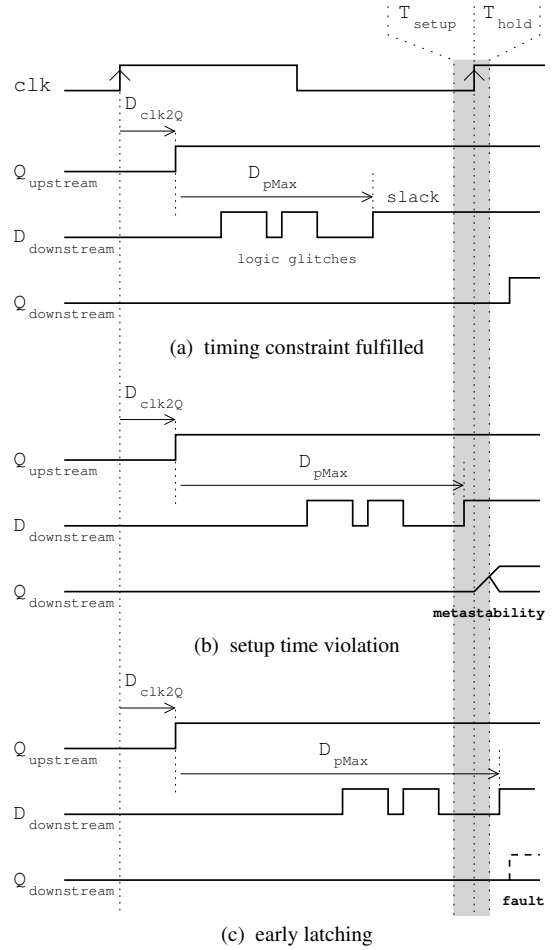 T setup T hold
clk
D clk2Q
Q upstream
D pMax
slack
D downstream
logic glitches
Q downstream
(a) timing constraint fulfilled
D clk2Q
Q upstream
D pMax
D downstream
Q downstream
metastability
(b) setup time violation
D clk2Q
Q upstream
D pMax
D downstream
Q downstream
fault
(c) early latching